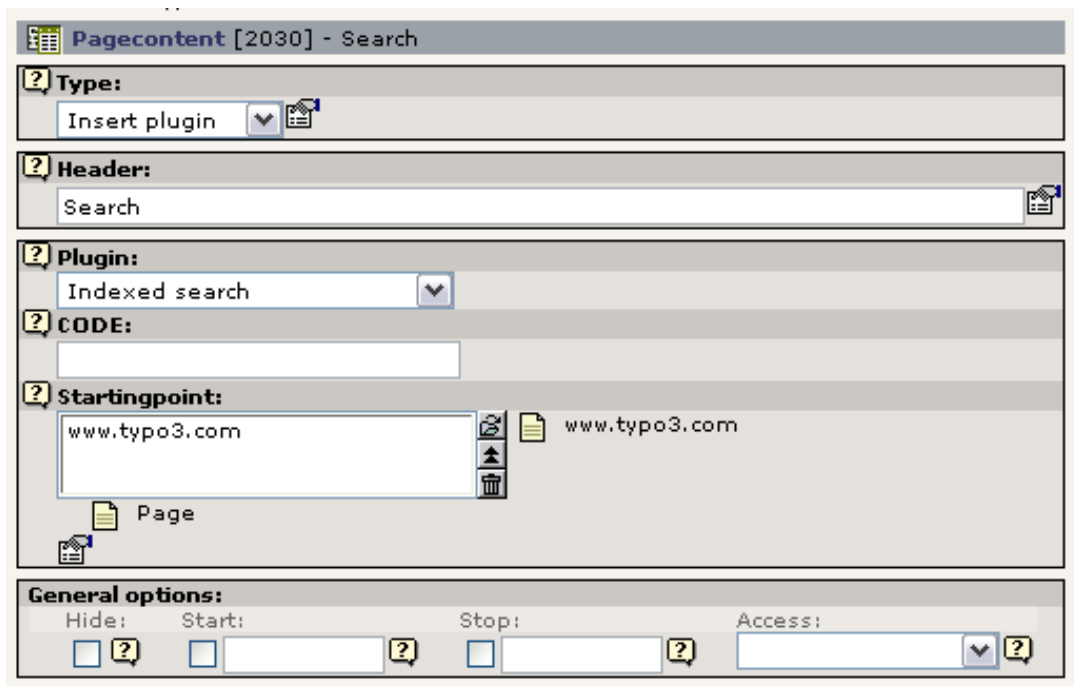 Pagecontent [2030] - Search
Type:
Insert plugin
Header:
Search
Plugin:
Indexed search
CODE:
Startingpoint:
www.typo3.com www.typo3.com
Page
General options:
Hide: Start: Stop: Access: